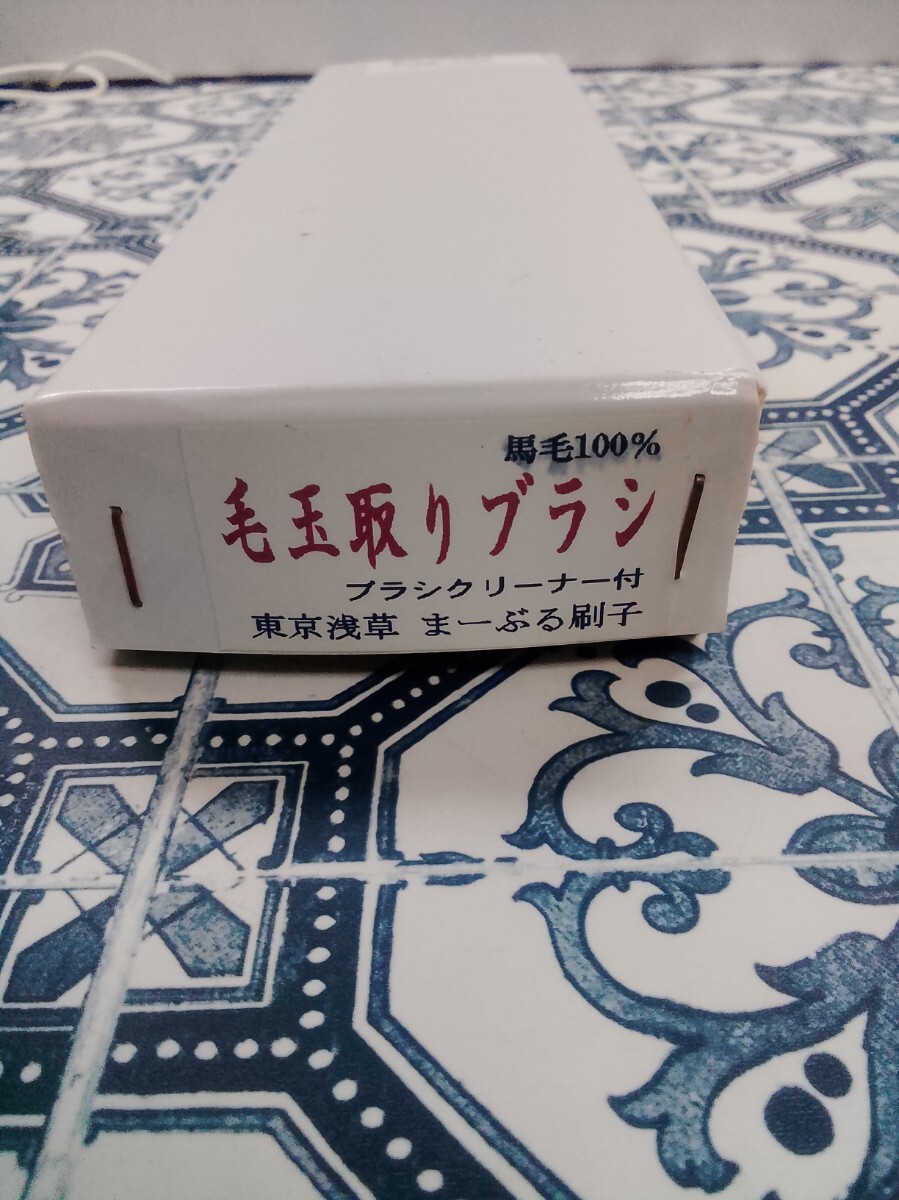 馬毛100%
毛玉取りブラシ
ブラシクリーナー付
東京浅草 まーぶる刷子